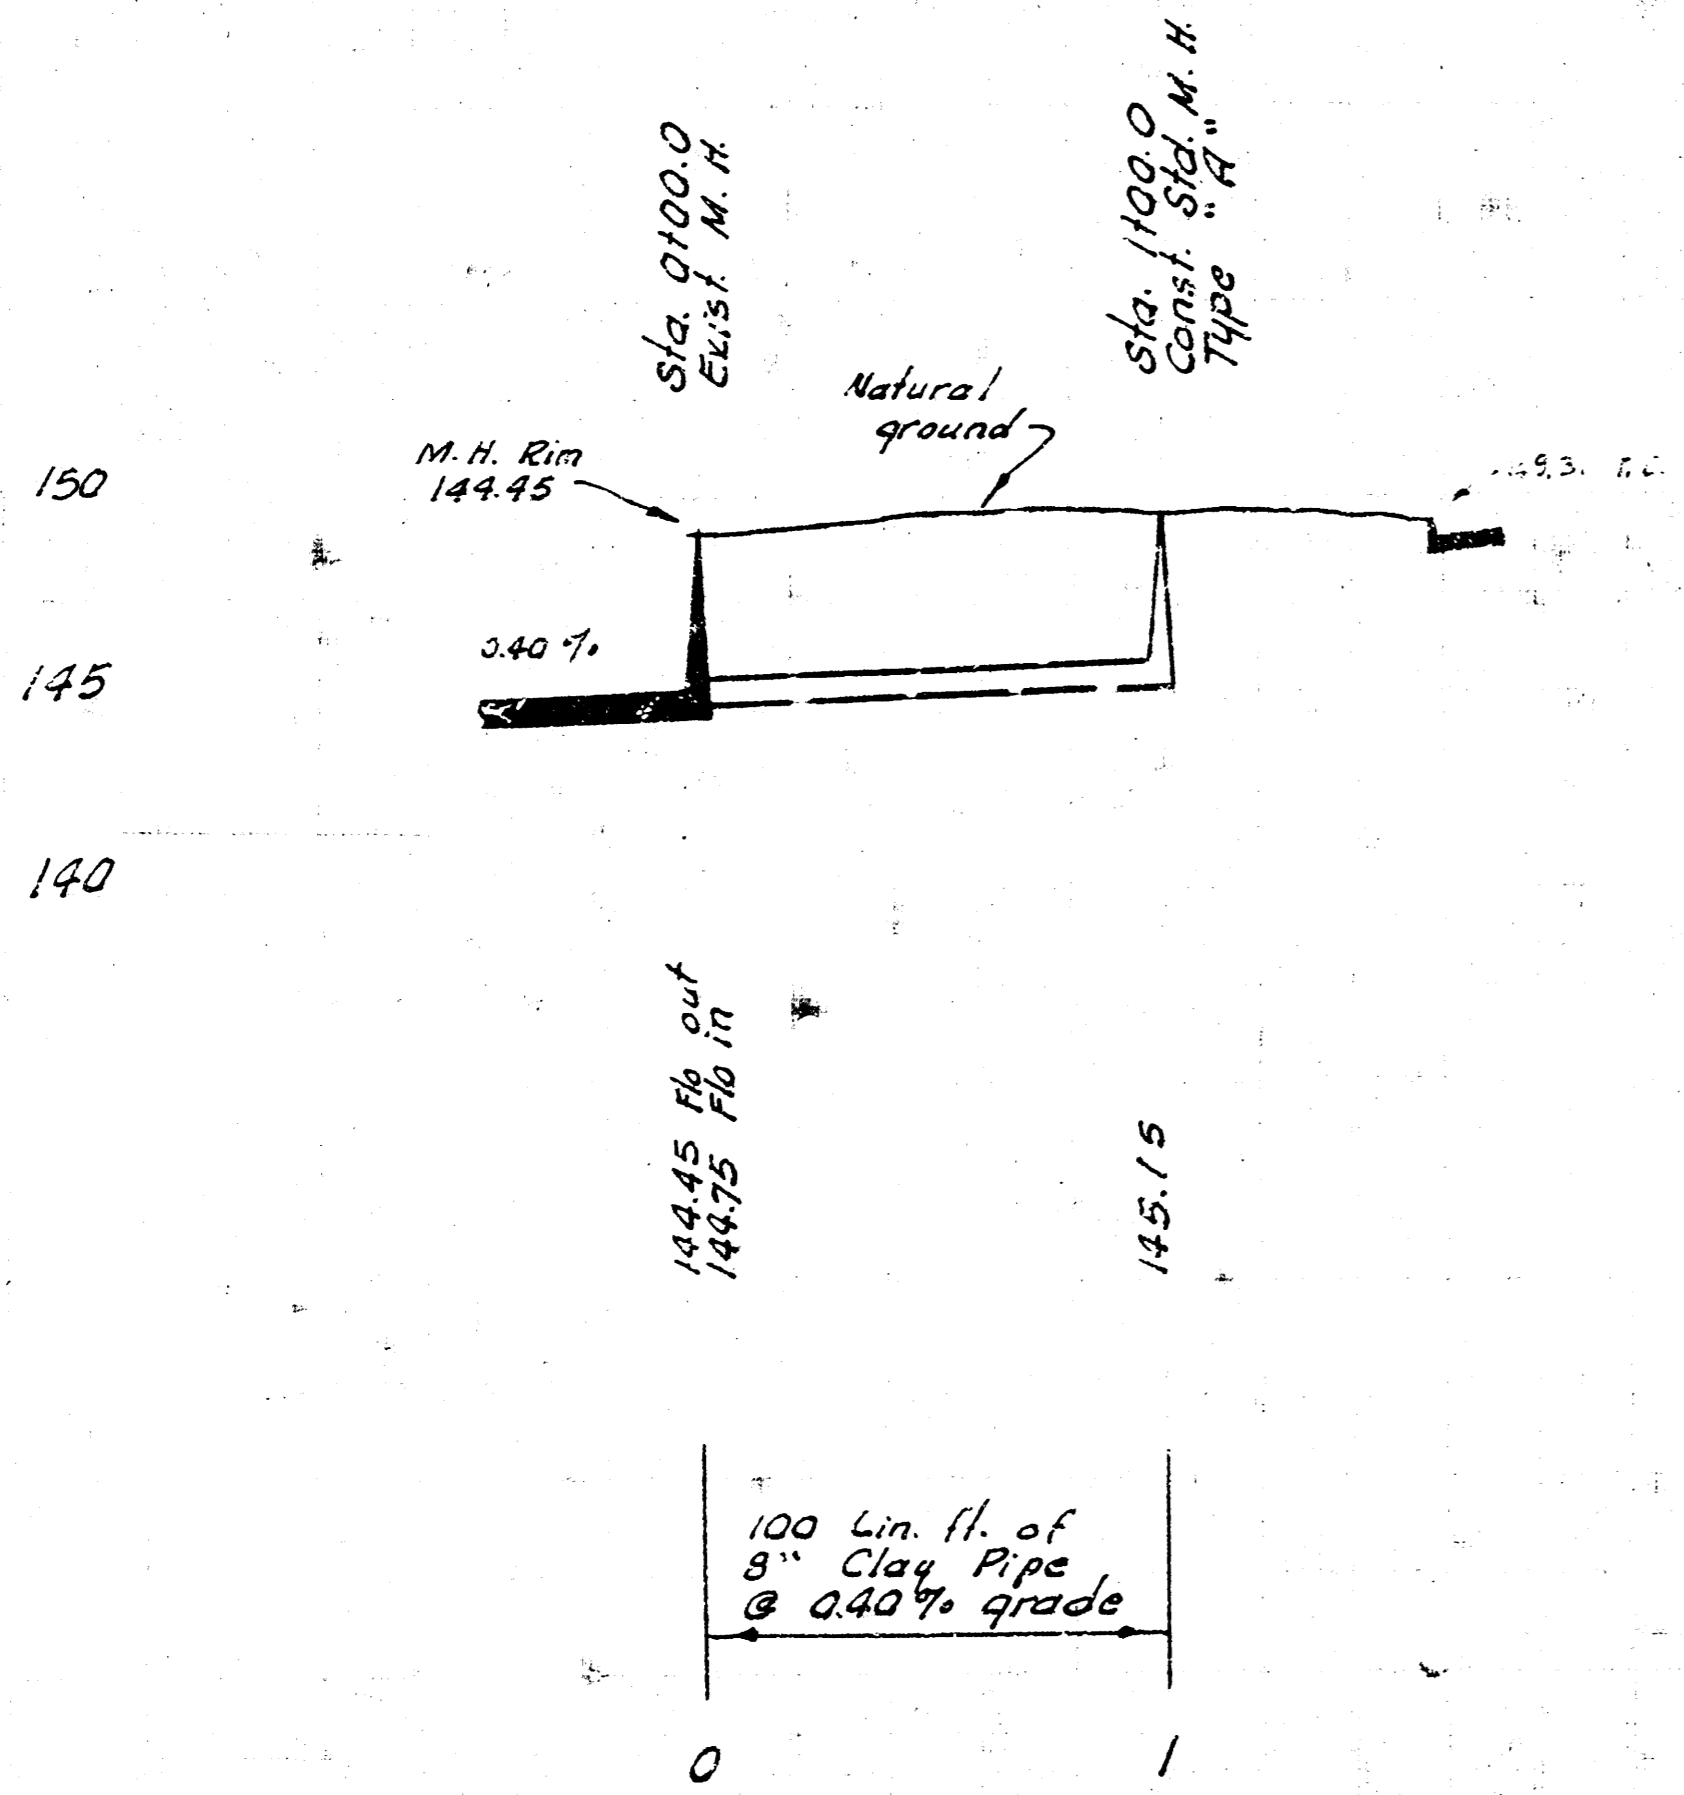 Sta. 0+00.0
Exist. M. H.
Sta. 1+00.0
Const. Std. M. H.
Type "A"
Natural
ground
M. H. Rim
144.45
150
0.40 %
145
140
144.45 Flo out
144.75 Flo in
145.15
100 Lin. ft. of
8" Clay Pipe
@ 0.40% grade
0
1